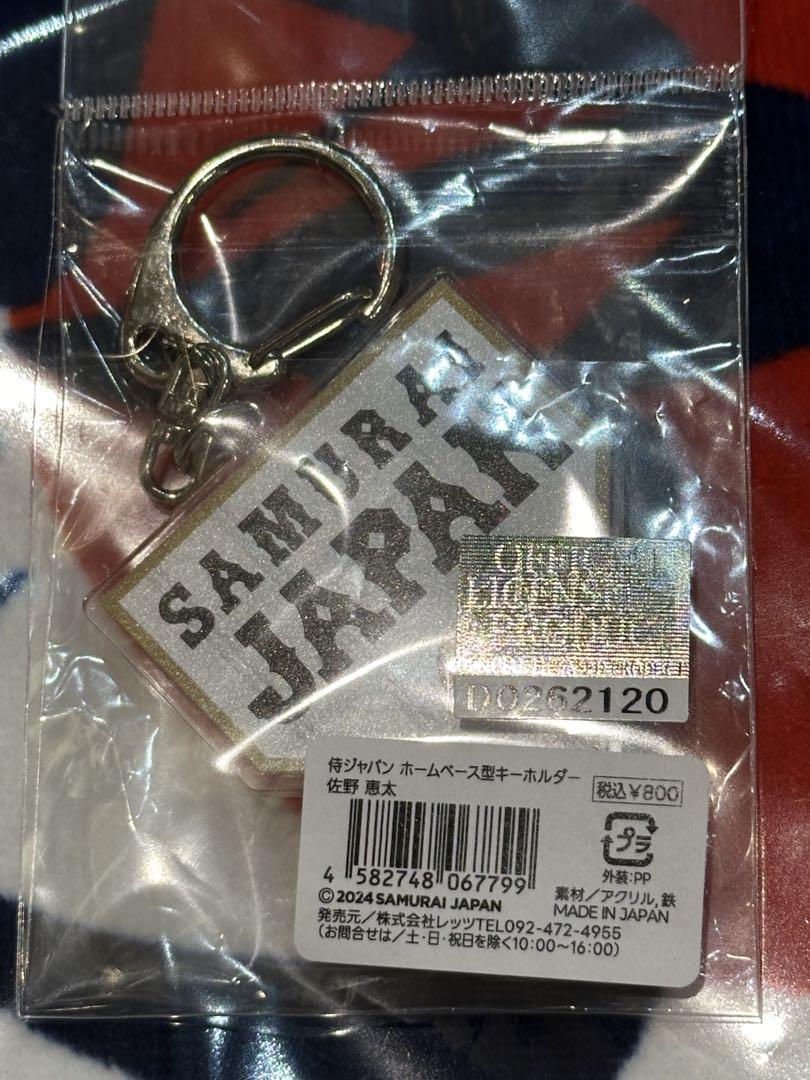 SAMURAI
JAPAN
OFFICIAL
LICENSED
D0262120
侍ジャパン ホームベース型キーホルダー
佐野 恵太
税込¥800
4 582748 067799
プラ
外装:PP
©2024 SAMURAI JAPAN
素材/アクリル,鉄
MADE IN JAPAN
発売元/株式会社レッツTEL092-472-4955
(お問合せは/土・日・祝日を除く10:00~16:00)